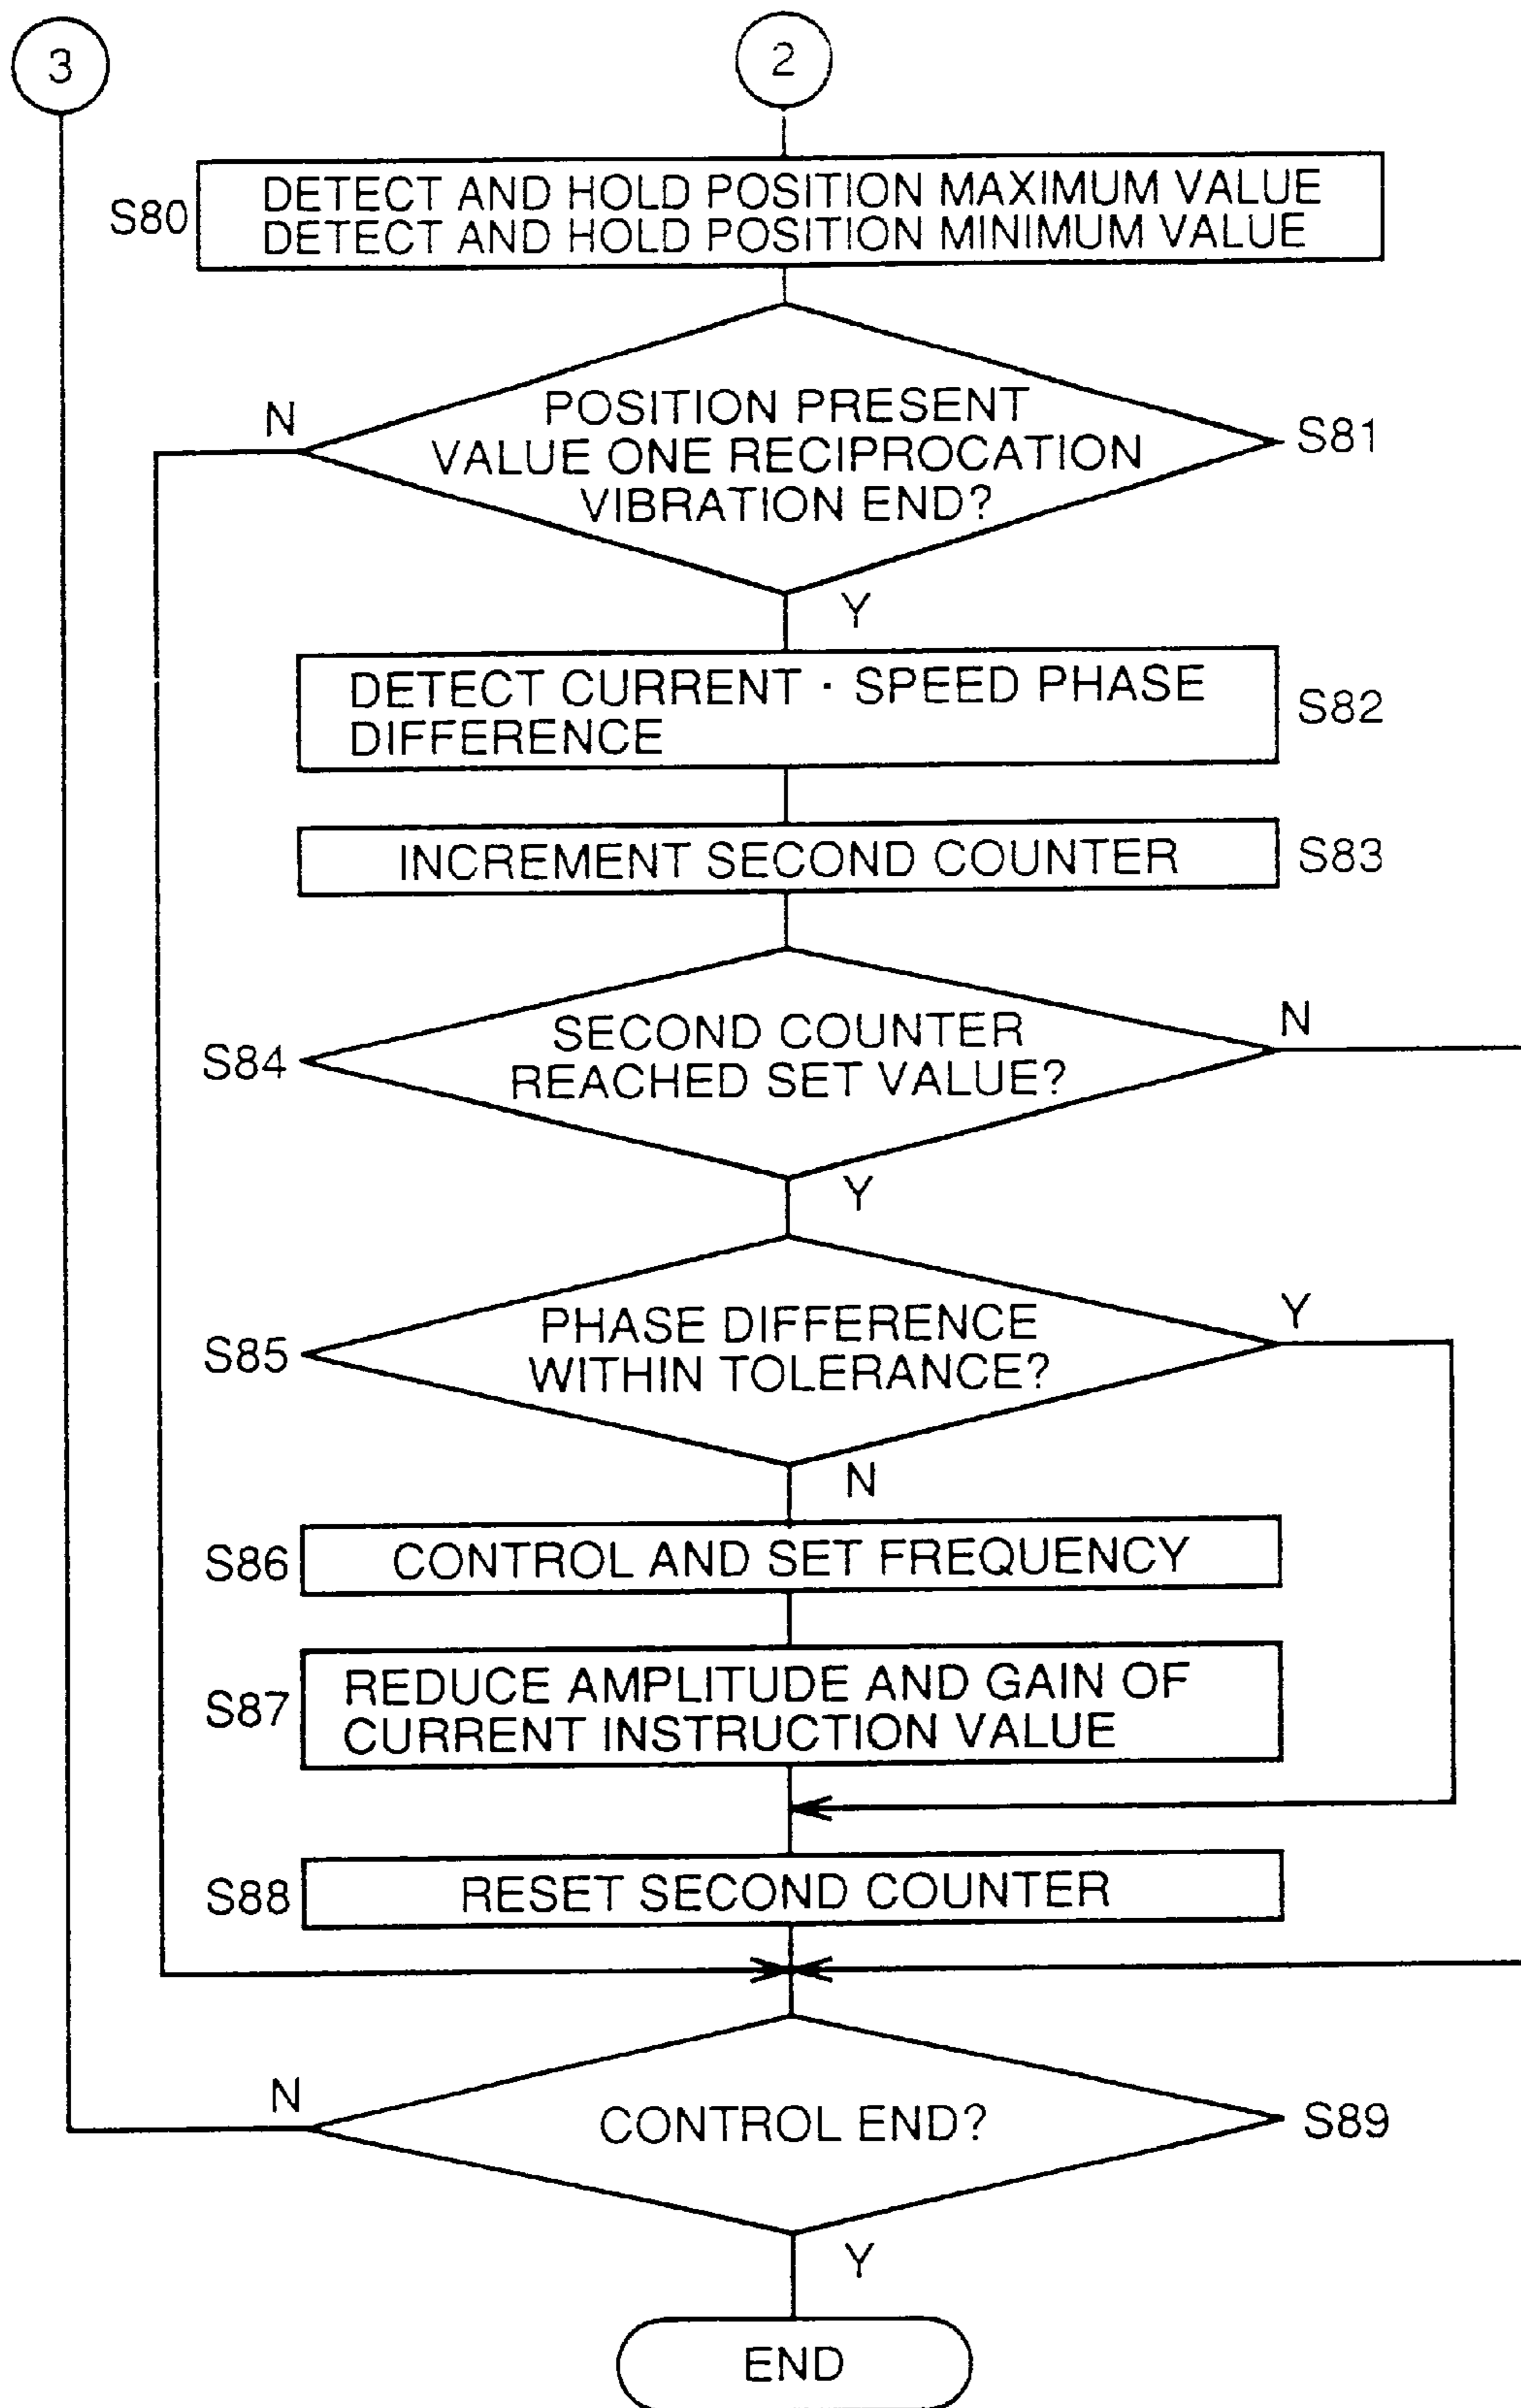 3
2
S80
DETECT AND HOLD POSITION MAXIMUM VALUE
DETECT AND HOLD POSITION MINIMUM VALUE
N
POSITION PRESENT
VALUE ONE RECIPROCATION
VIBRATION END?
S81
Y
DETECT CURRENT · SPEED PHASE
DIFFERENCE
S82
INCREMENT SECOND COUNTER
S83
S84
SECOND COUNTER
REACHED SET VALUE?
N
Y
S85
PHASE DIFFERENCE
WITHIN TOLERANCE?
Y
N
S86
CONTROL AND SET FREQUENCY
S87
REDUCE AMPLITUDE AND GAIN OF
CURRENT INSTRUCTION VALUE
S88
RESET SECOND COUNTER
N
CONTROL END?
S89
Y
END